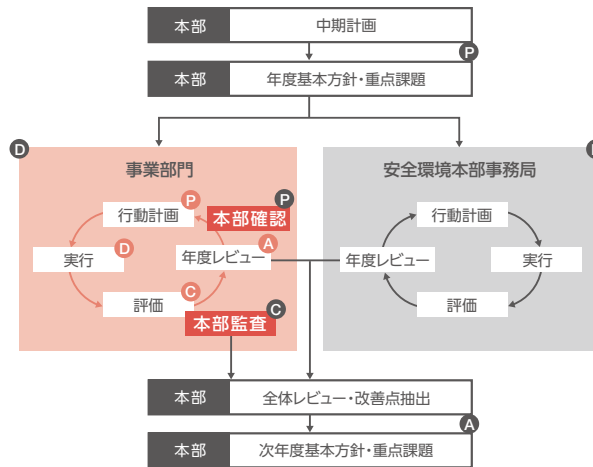 本部 中期計画
P
本部 年度基本方針・重点課題
D
事業部門
行動計画 P
P
本部確認
実行 D
年度レビュー A
評価 C
C
本部監査
安全環境本部事務局
行動計画
年度レビュー
実行
評価
本部 全体レビュー・改善点抽出
A
本部 次年度基本方針・重点課題